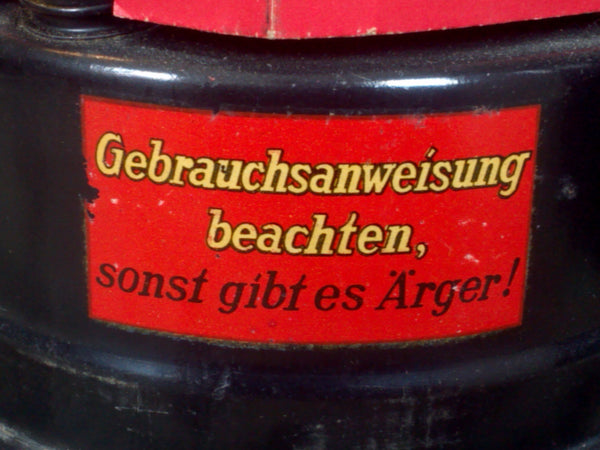 Gebrauchsanweisung
beachten,
sonst gibt es Ärger!